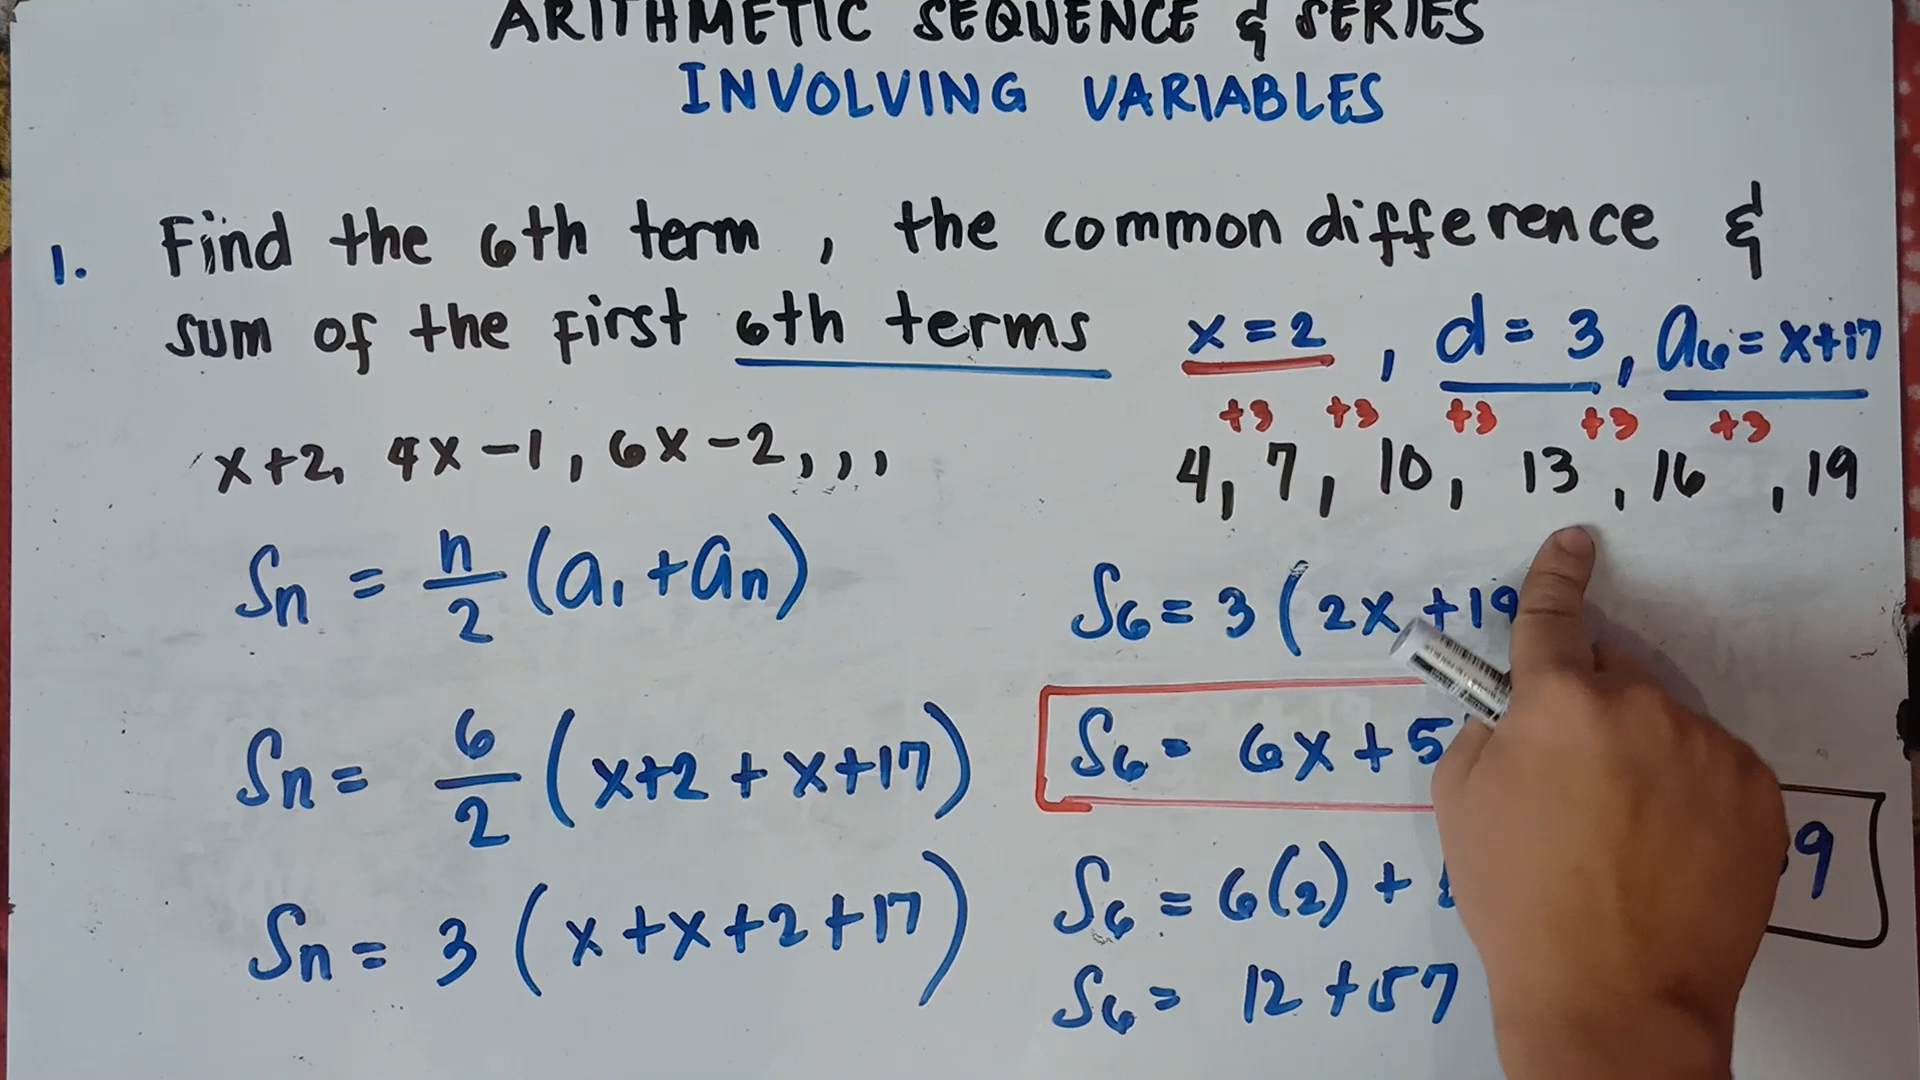 ARITHMETIC SEQUENCE & SERIES
INVOLVING VARIABLES
1. Find the 6th term, the common difference &
sum of the first 6th terms
x = 2, d = 3, a₆ = x+17
+3 +3 +3 +3 +3
x+2, 4x-1, 6x-2,,,
4, 7, 10, 13, 16, 19
Sn = n/2 (a₁ + an)
Sn = 6/2 (x+2 + x+17)
Sn = 3 (x+x+2+17)
S₆ = 3 (2x+19
S₆ = 6x + 5
S₆ = 6(2) +
S₆ = 12 + 57
9